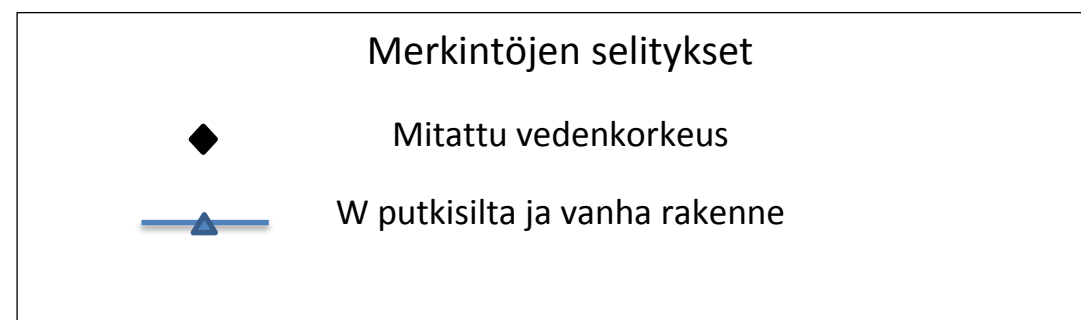 Merkintöjen selitykset
Mitattu vedenkorkeus
W putkisilta ja vanha rakenne